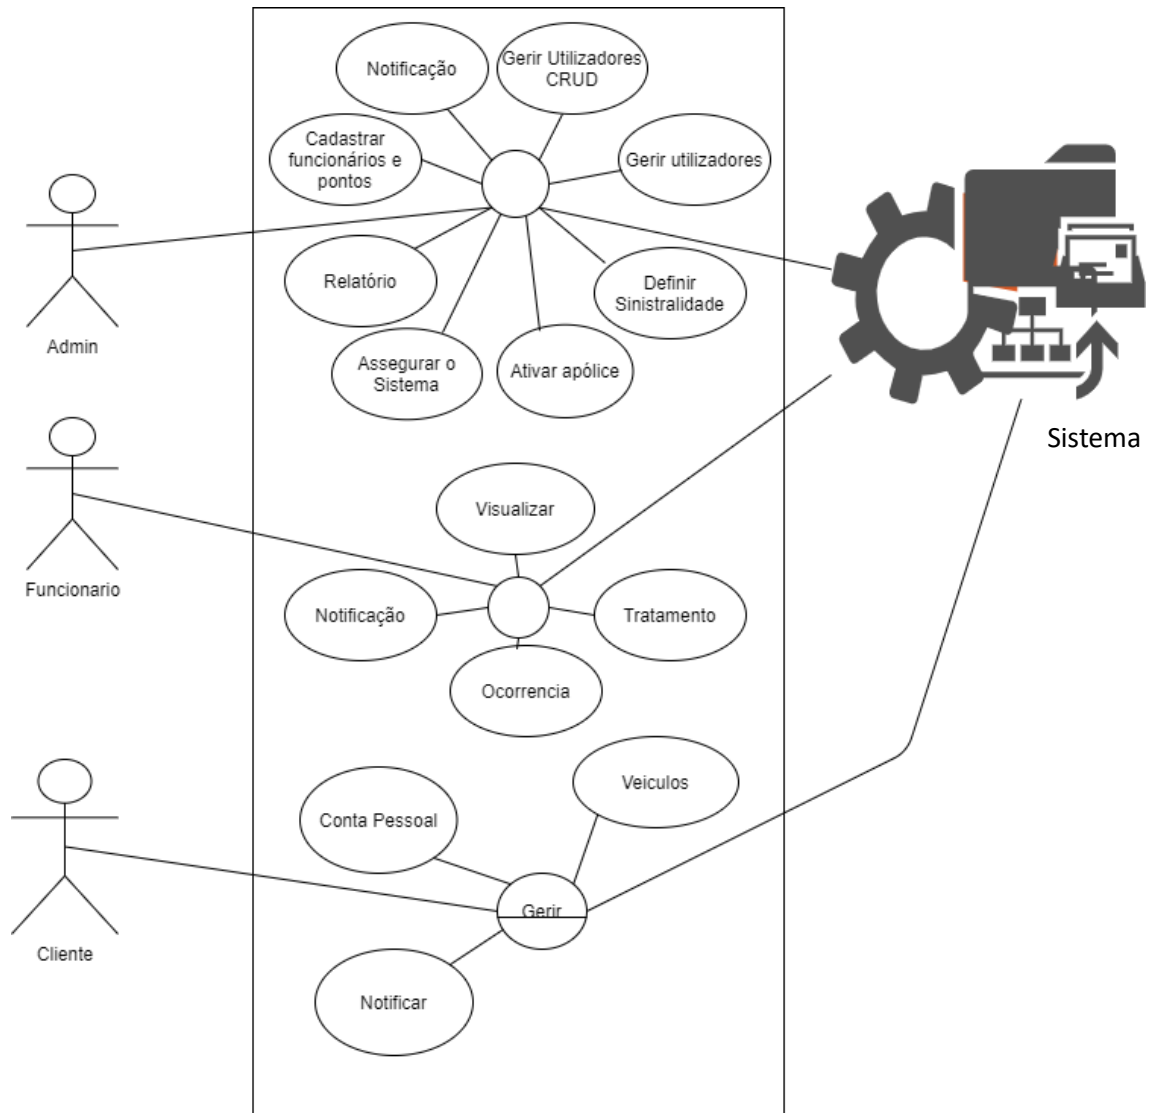 Notificação
Gerir Utilizadores
CRUD
Cadastrar
funcionários e
pontos
Gerir utilizadores
Relatório
Definir
Sinistralidade
Admin
Assegurar o
Sistema
Ativar apólice
Sistema
Visualizar
Funcionario
Notificação
Tratamento
Ocorrencia
Veiculos
Conta Pessoal
Gerir
Cliente
Notificar